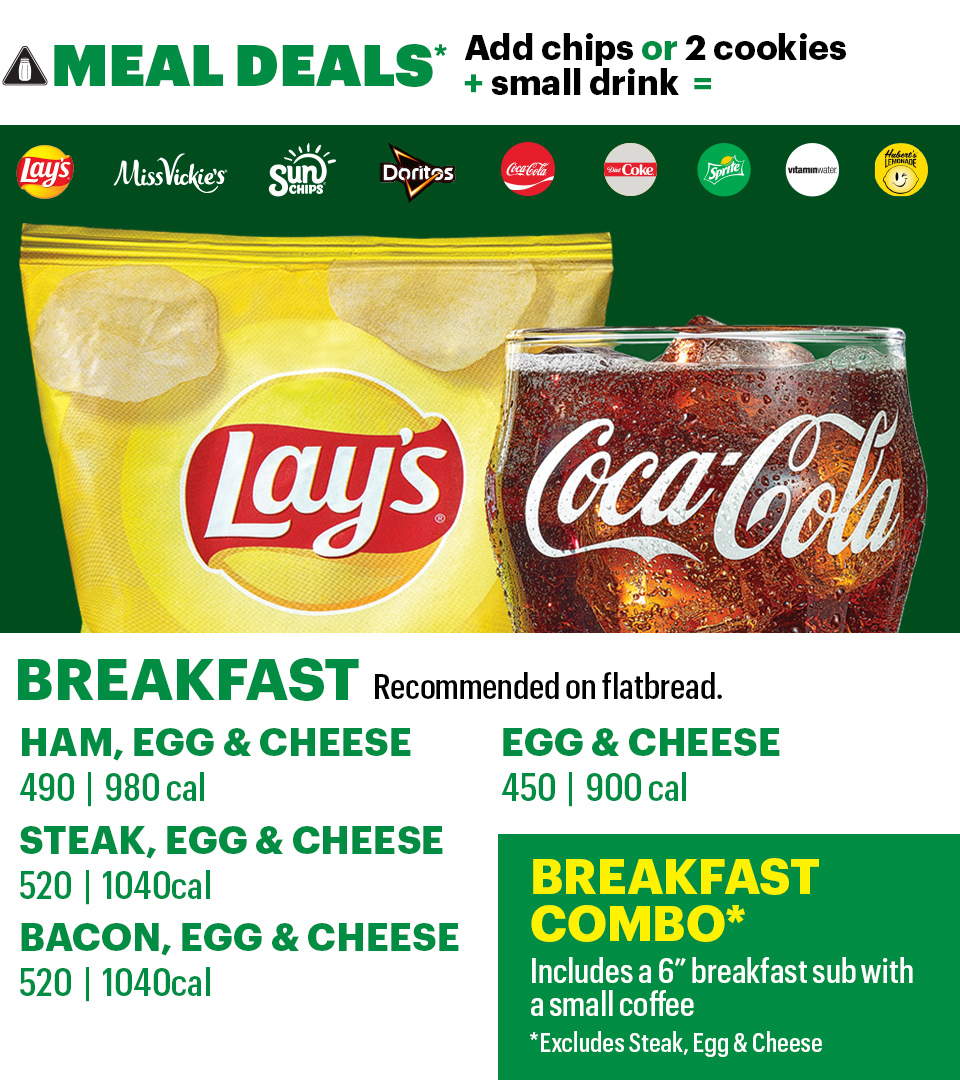 MEAL DEALS*
Add chips or 2 cookies
+ small drink =
Lay's
Miss Vickie's
Sun
CHIPS
Doritos
Coca-Cola
Diet Coke
Sprite
vitaminwater
Hubert's
LEMONADE
Lay's
®
Coca-Cola
BREAKFAST Recommended on flatbread.
HAM, EGG & CHEESE
490 | 980 cal
STEAK, EGG & CHEESE
520 | 1040cal
BACON, EGG & CHEESE
520 | 1040cal
EGG & CHEESE
450 | 900 cal
BREAKFAST
COMBO*
Includes a 6” breakfast sub with
a small coffee
*Excludes Steak, Egg & Cheese